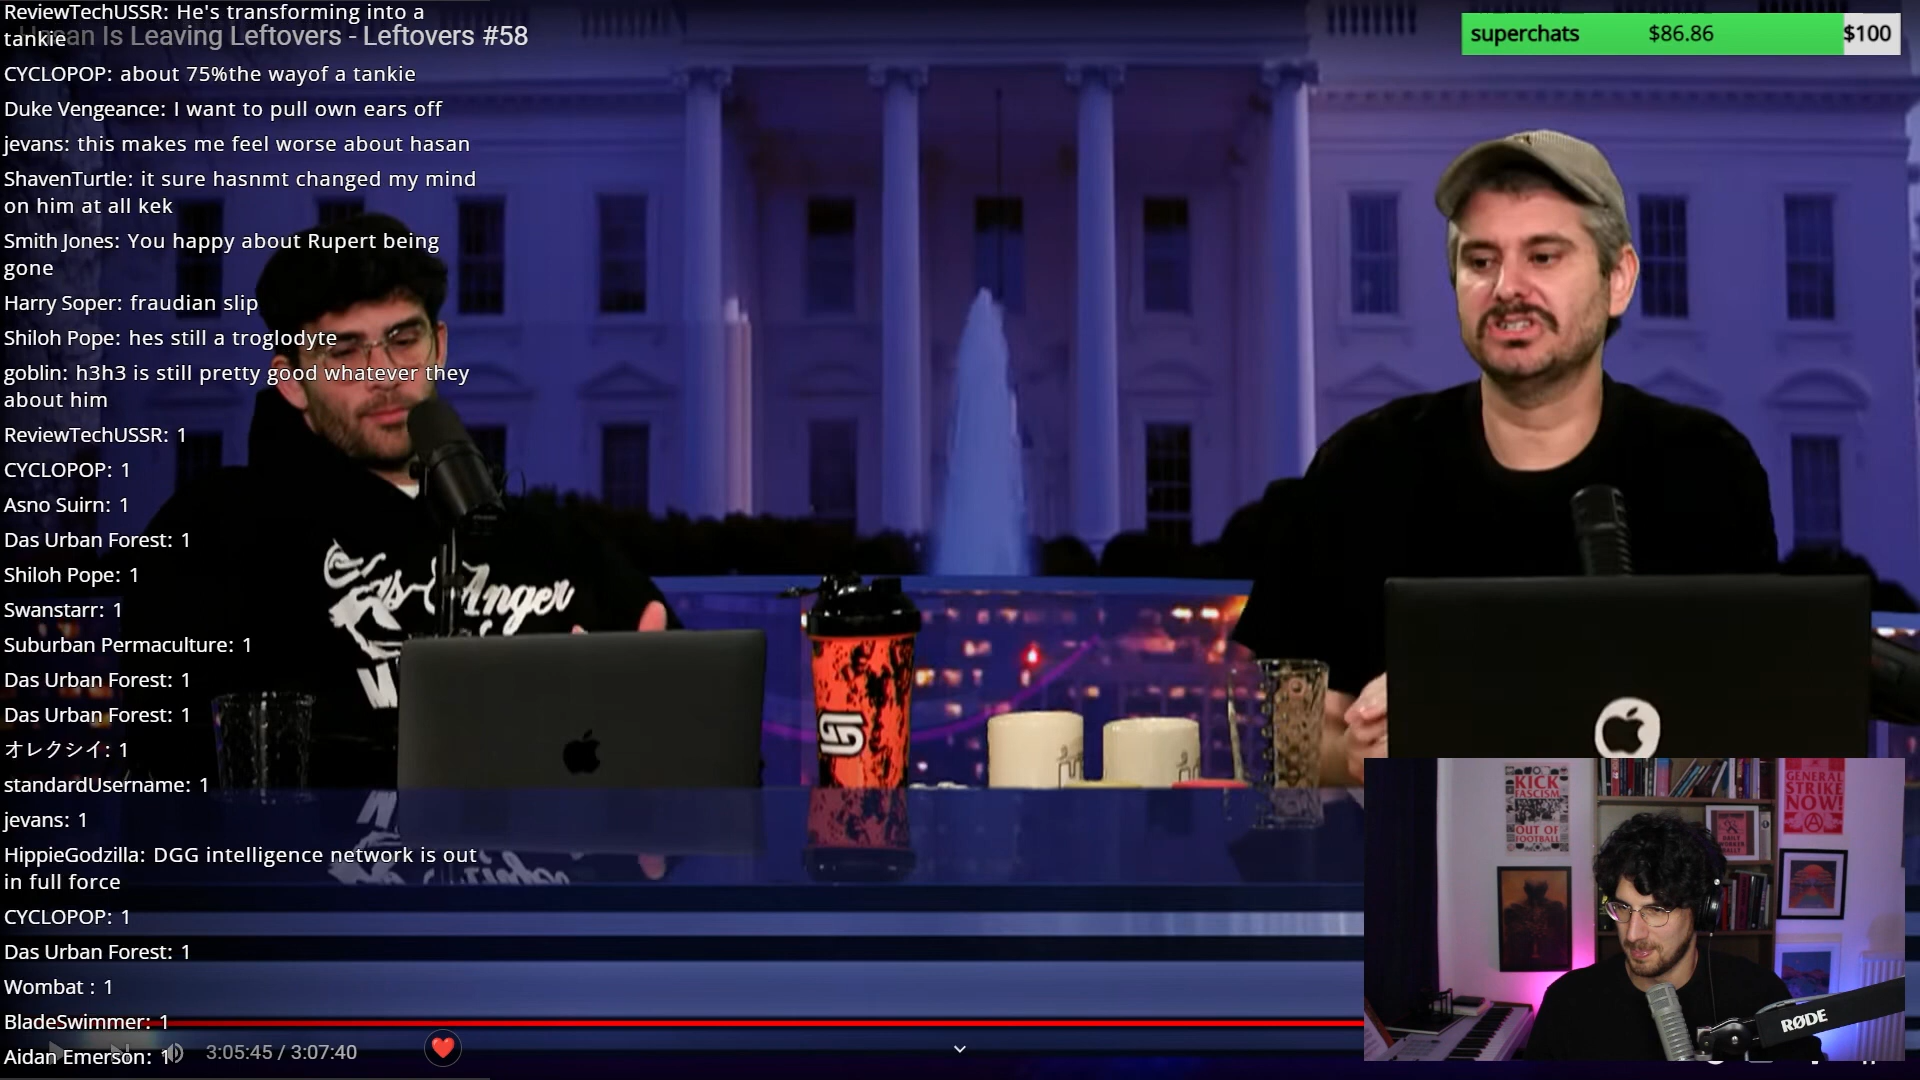 ReviewTechUSSR: He's transforming into a
tankie
san Is Leaving Leftovers - Leftovers #58
CYCLOPOP: about 75%the wayof a tankie
Duke Vengeance: I want to pull own ears off
jevans: this makes me feel worse about hasan
ShavenTurtle: it sure hasnmt changed my mind
on him at all kek
Smith Jones: You happy about Rupert being
gone
Harry Soper: fraudian slip
Shiloh Pope: hes still a troglodyte
goblin: h3h3 is still pretty good whatever they
about him
ReviewTechUSSR: 1
CYCLOPOP: 1
Asno Suirn: 1
Das Urban Forest: 1
Shiloh Pope: 1
Swanstarr: 1
Suburban Permaculture: 1
Das Urban Forest: 1
Das Urban Forest: 1
オレクシイ: 1
standardUsername: 1
jevans: 1
HippieGodzilla: DGG intelligence network is out
in full force
CYCLOPOP: 1
Das Urban Forest: 1
Wombat : 1
BladeSwimmer: 1
Aidan Emerson: 1
3:05:45 / 3:07:40
superchats $86.86 $100
Anger
KICK
FASCISM
OUT OF
FOOTBALL
GENERAL
STRIKE
NOW!
RØDE